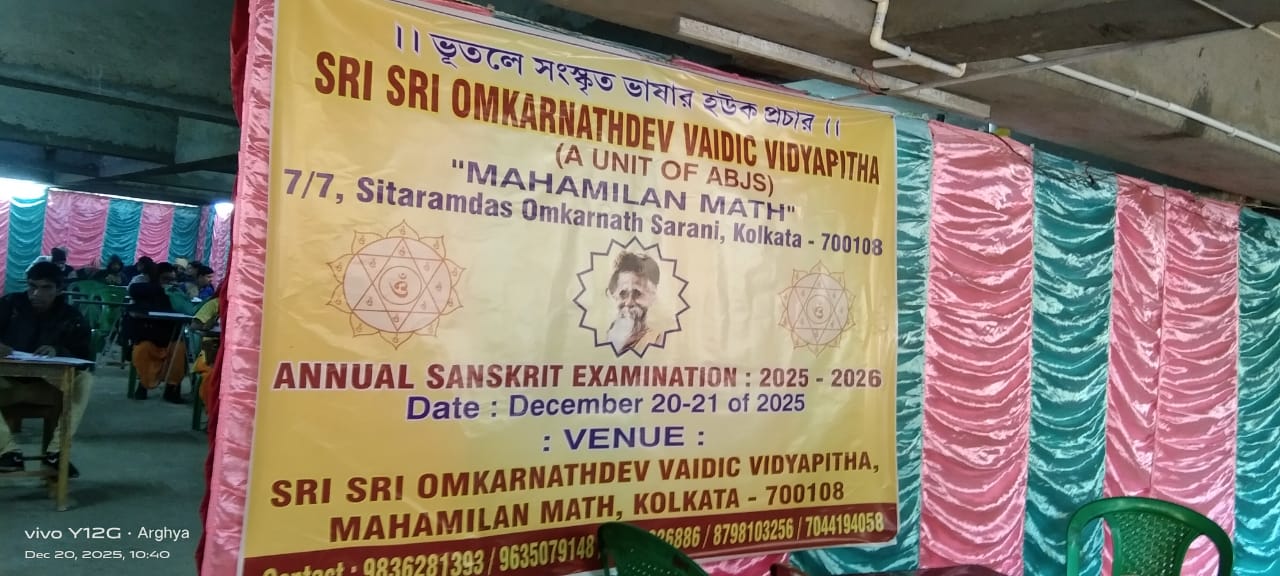 ।। ভূতলে সংস্কৃত ভাষার হউক প্রচার ।।
SRI SRI OMKARNATHDEV VAIDIC VIDYAPITHA
(A UNIT OF ABJS)
"MAHAMILAN MATH"
7/7, Sitaramdas Omkarnath Sarani, Kolkata - 700108
ANNUAL SANSKRIT EXAMINATION : 2025 - 2026
Date : December 20-21 of 2025
: VENUE :
SRI SRI OMKARNATHDEV VAIDIC VIDYAPITHA,
MAHAMILAN MATH, KOLKATA - 700108
Contact : 9836281393 / 9635079148 / 8798103256 / 7044194058
vivo Y12G · Arghya
Dec 20, 2025, 10:40